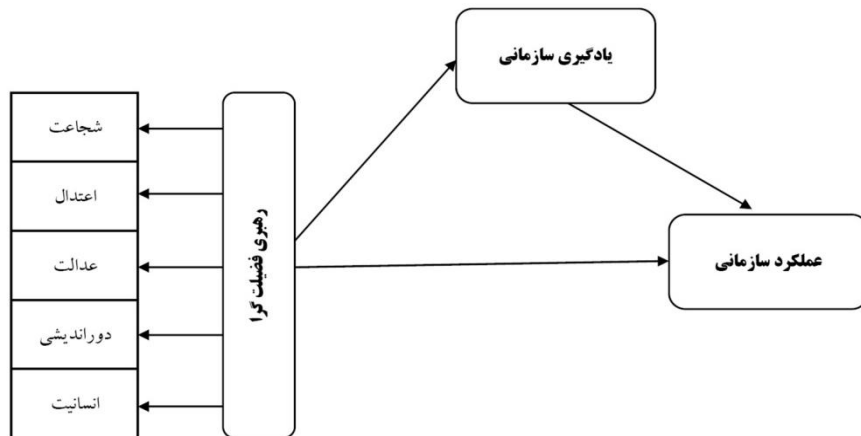 یادگیری سازمانی
شجاعت
اعتدال
عدالت
دوراندیشی
انسانیت
رهبری فضیلت گرا
عملکرد سازمانی